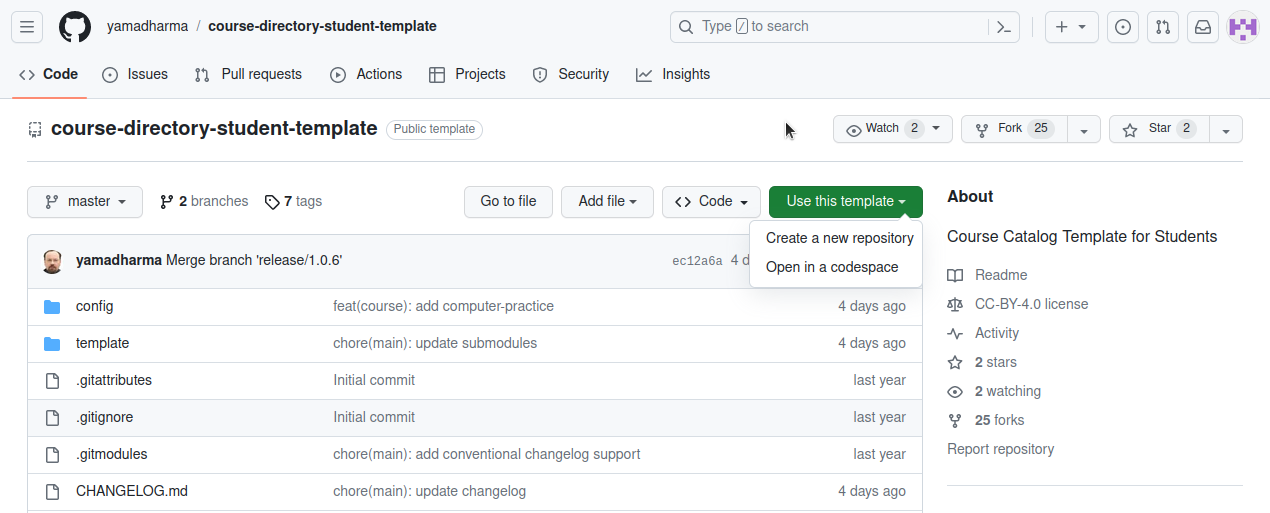 yamadharma / course-directory-student-template Type / to search
Code Issues Pull requests Actions Projects Security Insights
course-directory-student-template Public template Watch 2 Fork 25 Star 2
master 2 branches 7 tags Go to file Add file Code Use this template
Create a new repository
Open in a codespace
yamadharma Merge branch 'release/1.0.6' ec12a6a 4 d
config feat(course): add computer-practice 4 days ago
template chore(main): update submodules 4 days ago
.gitattributes Initial commit last year
.gitignore Initial commit last year
.gitmodules chore(main): add conventional changelog support last year
CHANGELOG.md chore(main): update changelog 4 days ago
About
Course Catalog Template for Students
Readme
CC-BY-4.0 license
Activity
2 stars
2 watching
25 forks
Report repository